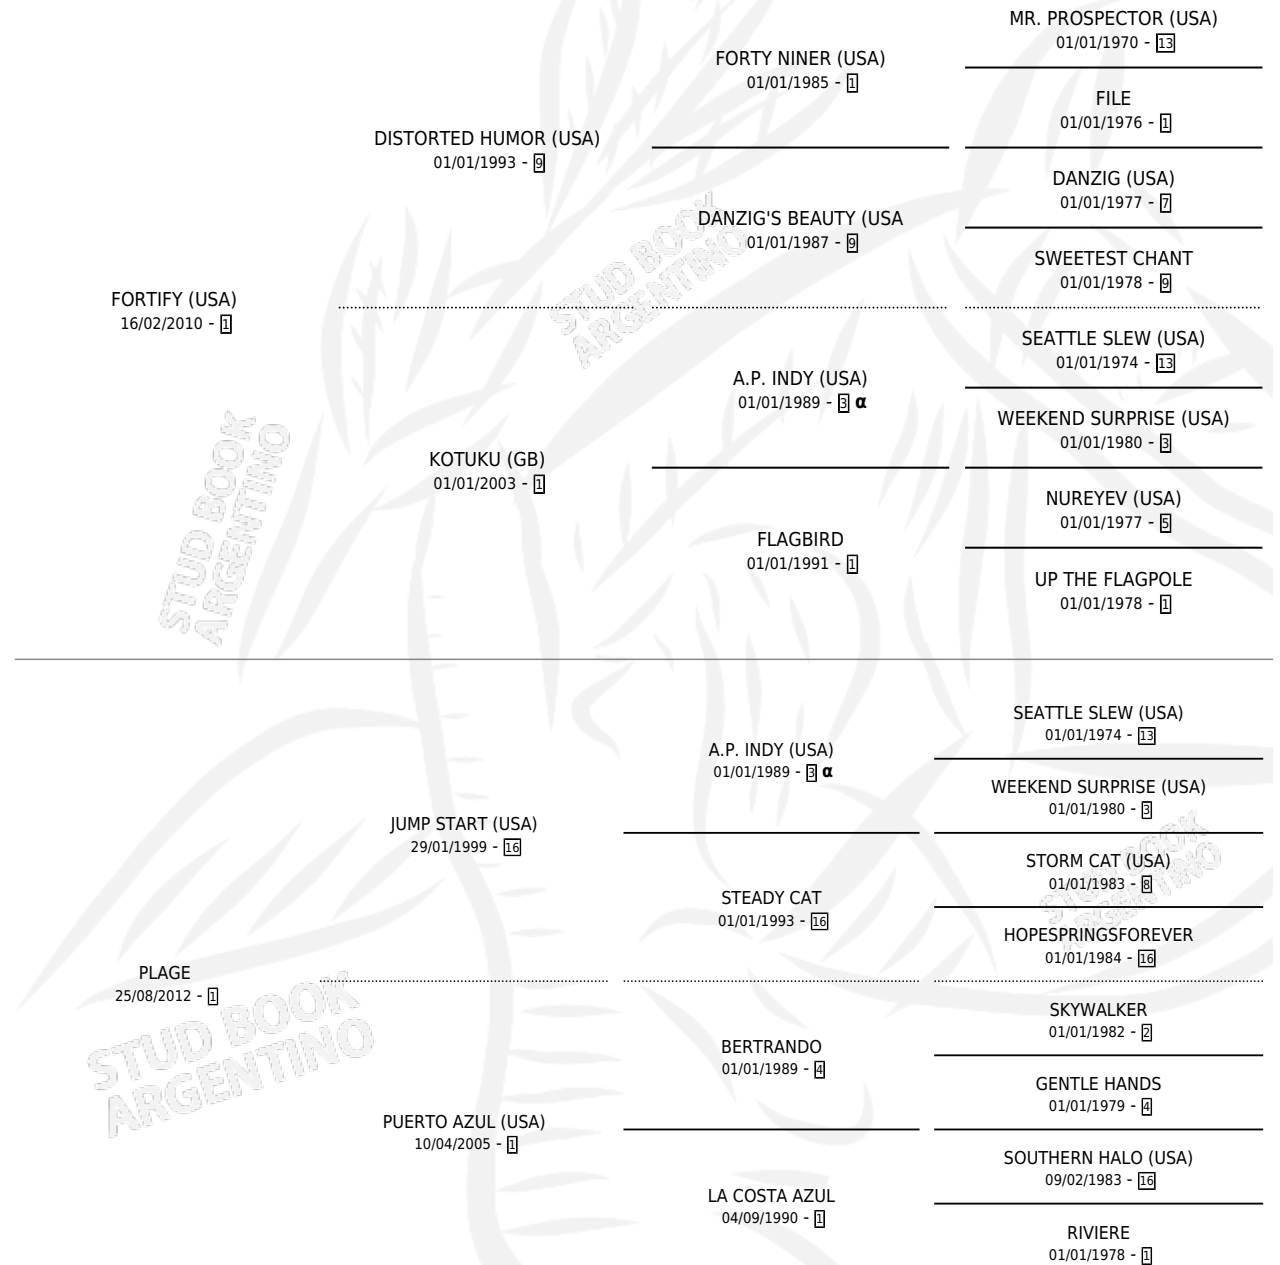 MR. PROSPECTOR (USA)
01/01/1970 - 13
FORTY NINER (USA)
01/01/1985 - 1
FILE
01/01/1976 - 1
DISTORTED HUMOR (USA)
01/01/1993 - 9
DANZIG (USA)
01/01/1977 - 7
DANZIG'S BEAUTY (USA
01/01/1987 - 9
SWEETEST CHANT
01/01/1978 - 9
FORTIFY (USA)
16/02/2010 - 1
SEATTLE SLEW (USA)
01/01/1974 - 13
A.P. INDY (USA)
01/01/1989 - 3 α
WEEKEND SURPRISE (USA)
01/01/1980 - 3
KOTUKU (GB)
01/01/2003 - 1
NUREYEV (USA)
01/01/1977 - 5
FLAGBIRD
01/01/1991 - 1
UP THE FLAGPOLE
01/01/1978 - 1
SEATTLE SLEW (USA)
01/01/1974 - 13
A.P. INDY (USA)
01/01/1989 - 3 α
WEEKEND SURPRISE (USA)
01/01/1980 - 3
JUMP START (USA)
29/01/1999 - 16
STORM CAT (USA)
01/01/1983 - 8
STEADY CAT
01/01/1993 - 16
HOPESPRINGSFOREVER
01/01/1984 - 16
PLAGE
25/08/2012 - 1
SKYWALKER
01/01/1982 - 2
BERTRANDO
01/01/1989 - 4
GENTLE HANDS
01/01/1979 - 4
PUERTO AZUL (USA)
10/04/2005 - 1
SOUTHERN HALO (USA)
09/02/1983 - 16
LA COSTA AZUL
04/09/1990 - 1
RIVIERE
01/01/1978 - 1
STUD BOOK
ARGENTINO
STUD BOOK
ARGENTINO
STUD BOOK
ARGENTINO
STUD BOOK
ARGENTINO